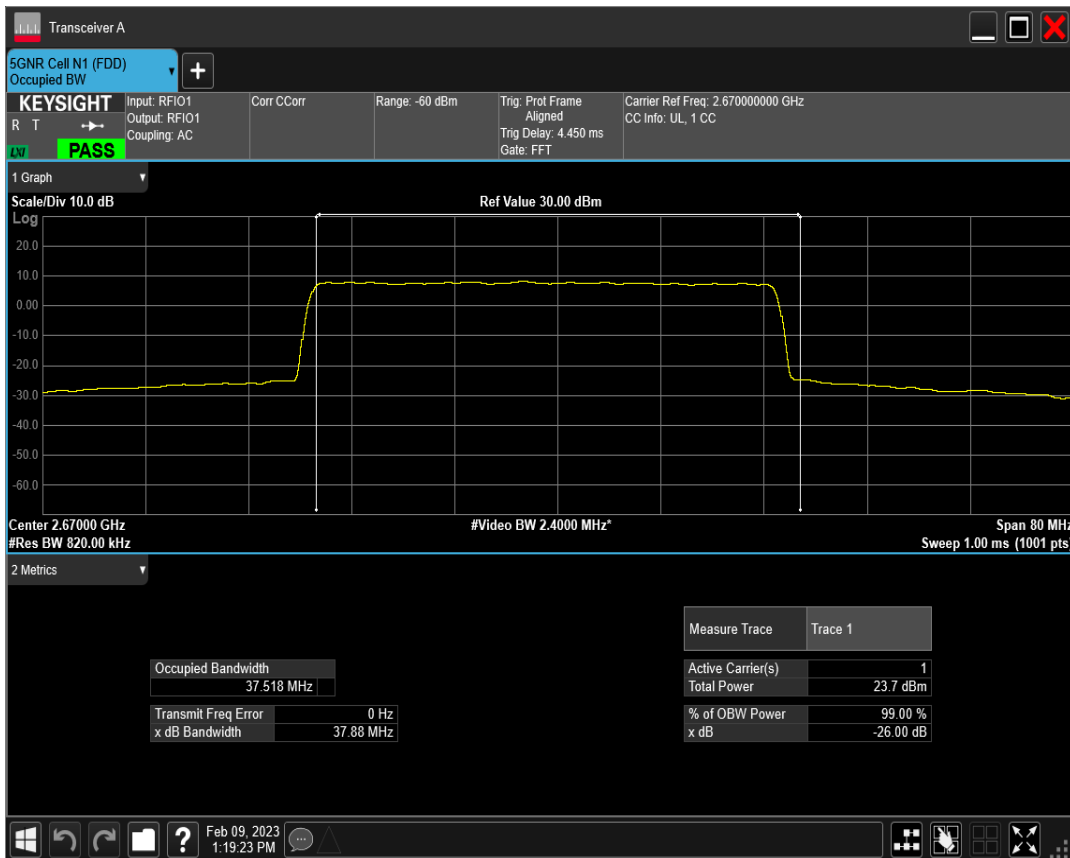 Transceiver A
5GNR Cell N1 (FDD)
Occupied BW
+
KEYSIGHT
R T
LXI
PASS
Input: RFIO1
Output: RFIO1
Coupling: AC
Corr CCorr
Range: -60 dBm
Trig: Prot Frame
Aligned
Trig Delay: 4.450 ms
Gate: FFT
Carrier Ref Freq: 2.670000000 GHz
CC Info: UL, 1 CC
1 Graph
Scale/Div 10.0 dB
Ref Value 30.00 dBm
Log
20.0
10.0
0.00
-10.0
-20.0
-30.0
-40.0
-50.0
-60.0
Center 2.67000 GHz
#Video BW 2.4000 MHz*
Span 80 MHz
#Res BW 820.00 kHz
Sweep 1.00 ms (1001 pts)
2 Metrics
Measure Trace Trace 1
Occupied Bandwidth
37.518 MHz
Active Carrier(s) 1
Total Power 23.7 dBm
Transmit Freq Error 0 Hz
x dB Bandwidth 37.88 MHz
% of OBW Power 99.00 %
x dB -26.00 dB
?
Feb 09, 2023
1:19:23 PM